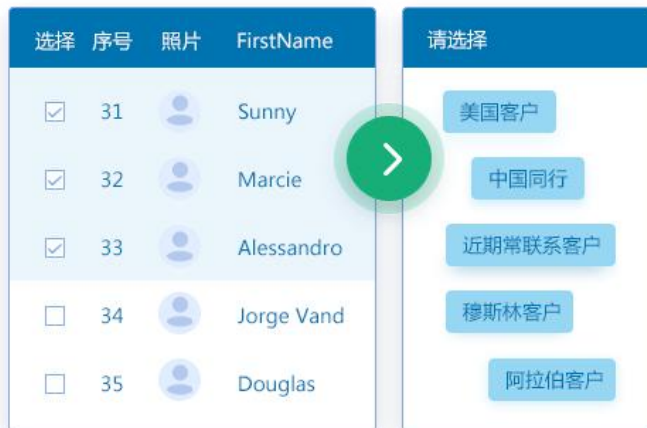 选择 序号 照片 FirstName
31 Sunny
32 Marcie
33 Alessandro
34 Jorge Vand
35 Douglas
请选择
美国客户
中国同行
近期常联系客户
穆斯林客户
阿拉伯客户